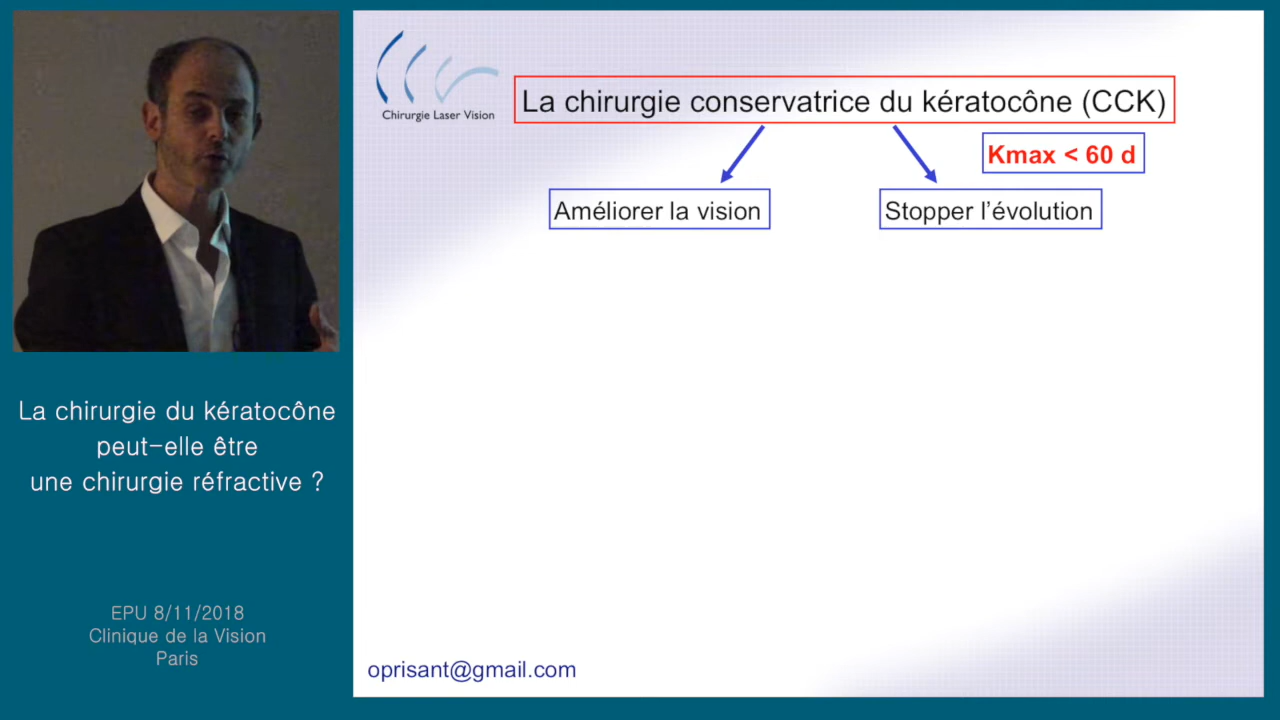 Chirurgie Laser Vision
La chirurgie conservatrice du kératocône (CCK)
Kmax < 60 d
Améliorer la vision
Stopper l’évolution
La chirurgie du kératocône
peut-elle être
une chirurgie réfractive ?
EPU 8/11/2018
Clinique de la Vision
Paris
oprisant@gmail.com